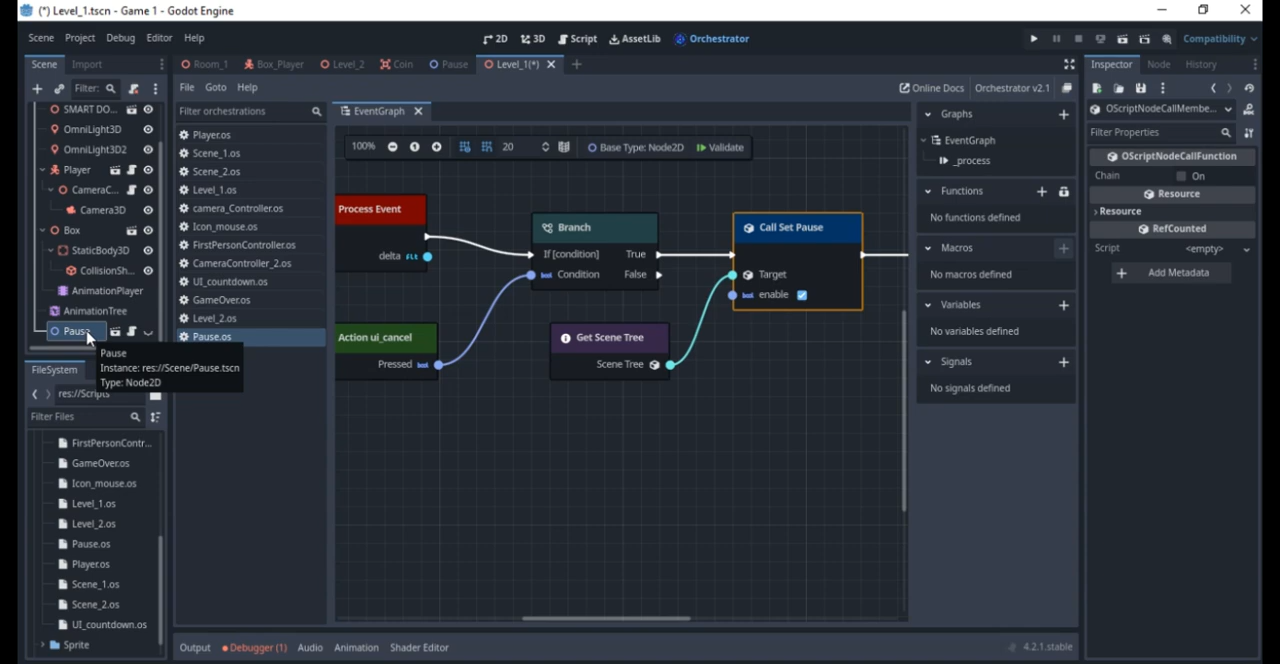 (*) Level_1.tscn - Game 1 - Godot Engine
Scene Project Debug Editor Help
2D 3D Script AssetLib Orchestrator
Compatibility
Scene Import
Room_1 Box_Player Level_2 Coin Pause Level_1(*)
Inspector Node History
Filter:
File Goto Help
Online Docs Orchestrator v2.1
OScriptNodeCallMembe...
Filter orchestrations
EventGraph
Graphs
Filter Properties
SMART DO...
OmniLight3D
OmniLight3D2
Player
CameraC...
Camera3D
Box
StaticBody3D
CollisionSh...
AnimationPlayer
AnimationTree
Pause
Pause
Instance: res://Scene/Pause.tscn
Type: Node2D
FileSystem
res://Scripts
Filter Files
FirstPersonContr...
GameOver.os
Icon_mouse.os
Level_1.os
Level_2.os
Pause.os
Player.os
Scene_1.os
Scene_2.os
UI_countdown.os
Sprite
Player.os
Scene_1.os
Scene_2.os
Level_1.os
camera_Controller.os
Icon_mouse.os
FirstPersonController.os
CameraController_2.os
UI_countdown.os
GameOver.os
Level_2.os
Pause.os
100% 1 20 Base Type: Node2D Validate
Process Event
delta FLt
Branch
If [condition] True
Condition False
Call Set Pause
Target
enable
Action ui_cancel
Pressed
Get Scene Tree
Scene Tree
EventGraph
_process
Functions
No functions defined
Macros
No macros defined
Variables
No variables defined
Signals
No signals defined
OScriptNodeCallFunction
Chain On
Resource
Resource
RefCounted
Script <empty>
Add Metadata
Output Debugger (1) Audio Animation Shader Editor
4.2.1.stable